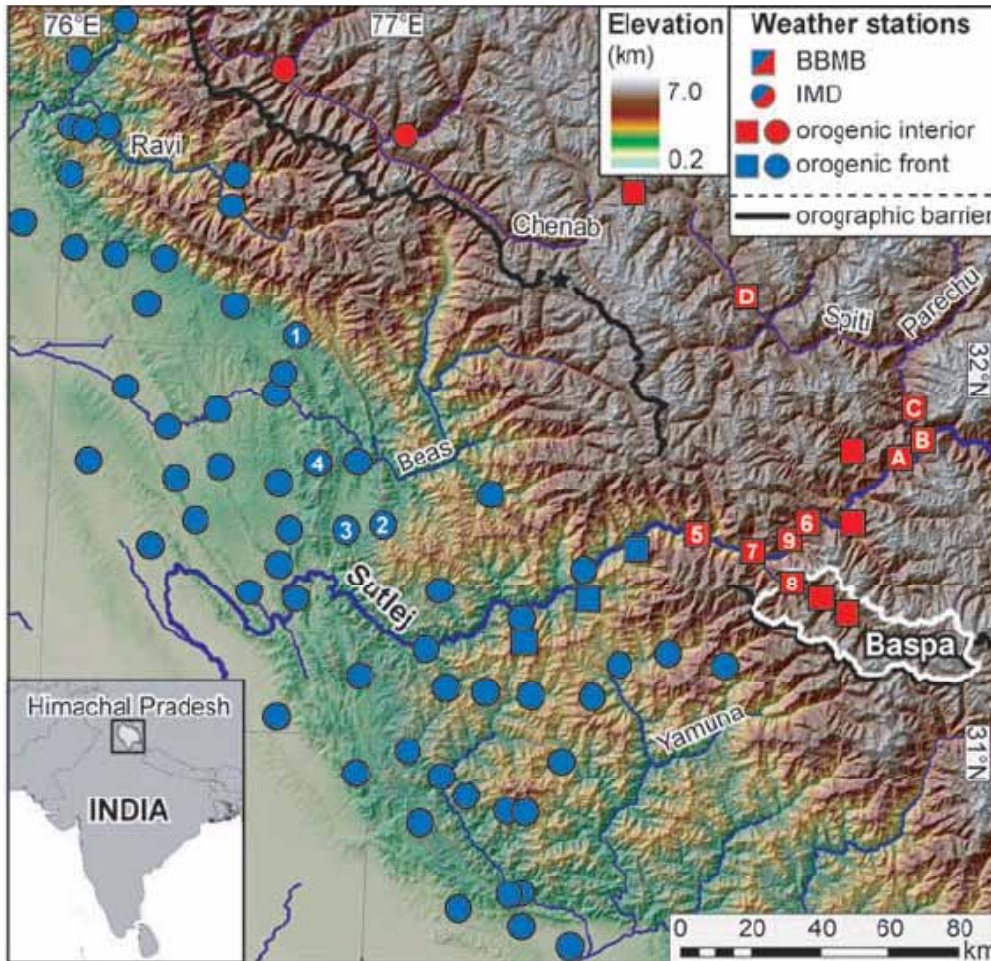 76°E
77°E
Elevation
(km)
7.0
0.2
Weather stations
BBMB
IMD
orogenic interior
orogenic front
orographic barrier
Ravi
Chenab
D
Spiti
Parechu
1
32°N
C
B
A
Beas
4
3
2
5
6
9
7
8
Sutlej
Baspa
Himachal Pradesh
INDIA
Yamuna
31°N
0 20 40 60 80
km